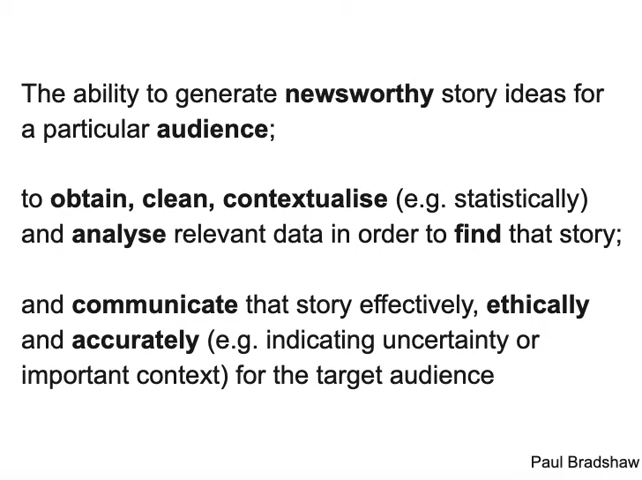 The ability to generate newsworthy story ideas for
a particular audience;
to obtain, clean, contextualise (e.g. statistically)
and analyse relevant data in order to find that story;
and communicate that story effectively, ethically
and accurately (e.g. indicating uncertainty or
important context) for the target audience
Paul Bradshaw